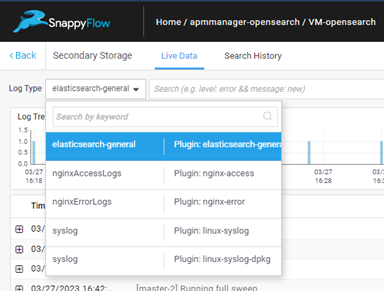 SnappyFlow
Home / apmmanager-opensearch / VM-opensearch
< Back Secondary Storage Live Data Search History
Log Type elasticsearch-general Search (e.g. level: error && message: new)
Search by keyword
Log Tre
elasticsearch-general Plugin: elasticsearch-genera
1.5
1.0
nginxAccessLogs Plugin: nginx-access
0.5
0.0
03/27 03/27 03/27
16:18 16:28 16:3
nginxErrorLogs Plugin: nginx-error
Tim
03/
syslog Plugin: linux-syslog
03/
syslog Plugin: linux-syslog-dpkg
03/
03/27/2023 16:42:... [master-2] Running full sweep